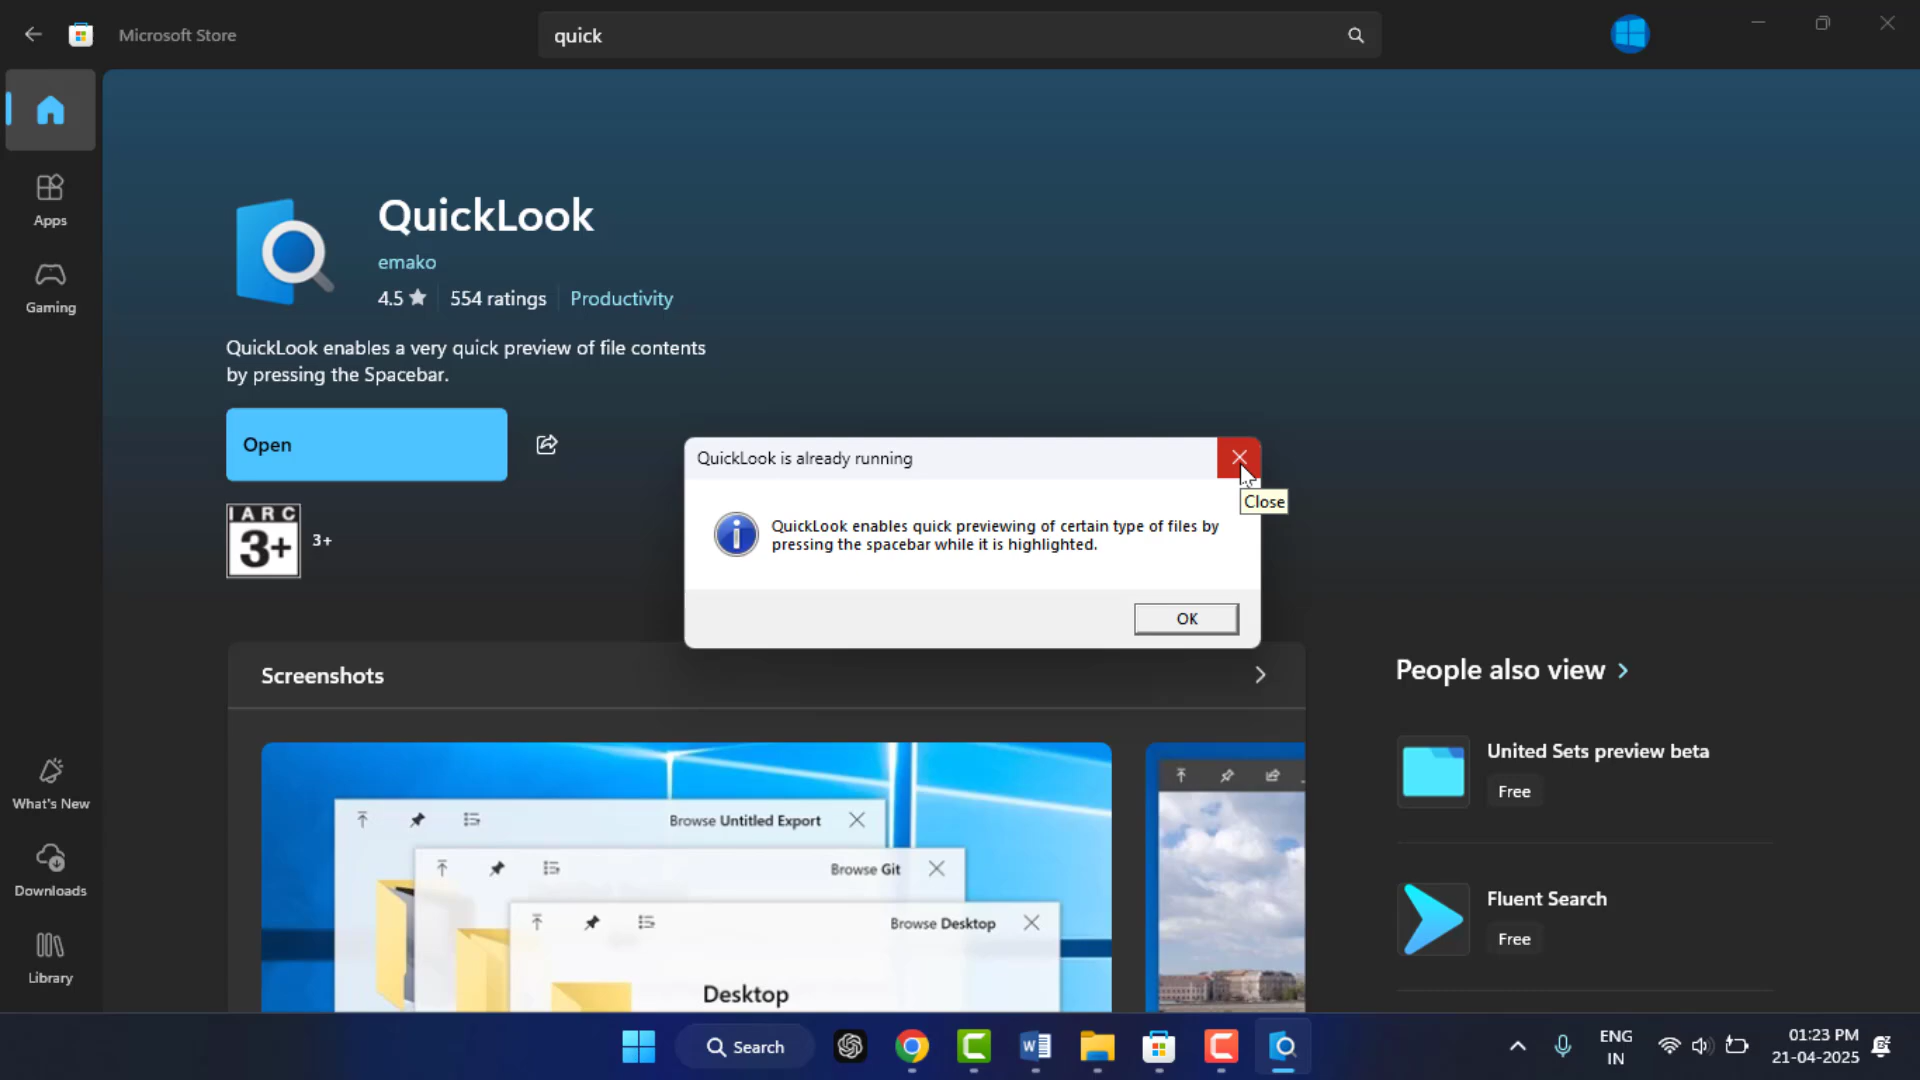 Microsoft Store
quick
Apps
Gaming
What's New
Downloads
Library
QuickLook
emako
4.5 ★ 554 ratings Productivity
QuickLook enables a very quick preview of file contents
by pressing the Spacebar.
Open
IARC
3+
3+
QuickLook is already running
Close
QuickLook enables quick previewing of certain type of files by
pressing the spacebar while it is highlighted.
OK
Screenshots
Browse Untitled Export
Browse Git
Browse Desktop
Desktop
People also view
United Sets preview beta
Free
Fluent Search
Free
Search
ENG
IN
01:23 PM
21-04-2025